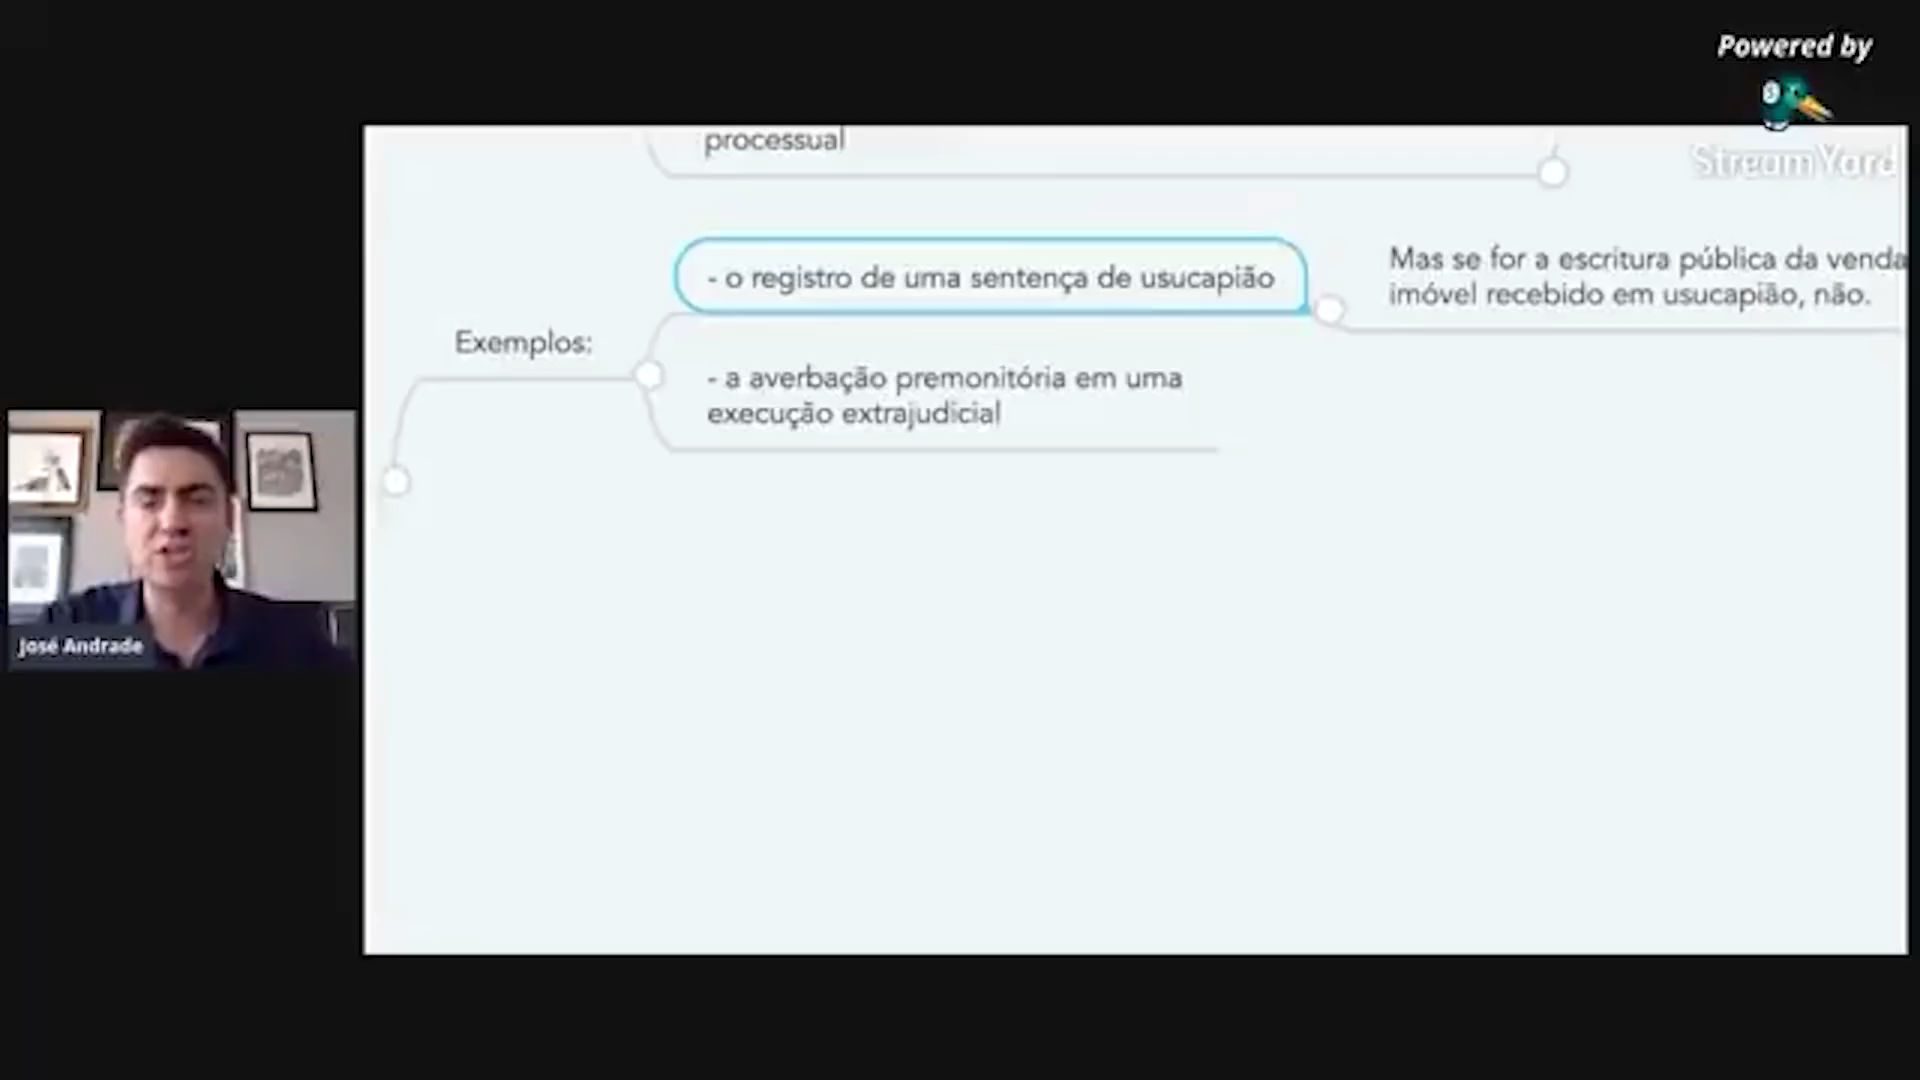 Powered by
StreamYard
processual
- o registro de uma sentença de usucapião
Mas se for a escritura pública da venda
imóvel recebido em usucapião, não.
Exemplos:
- a averbação premonitória em uma
execução extrajudicial
José Andrade